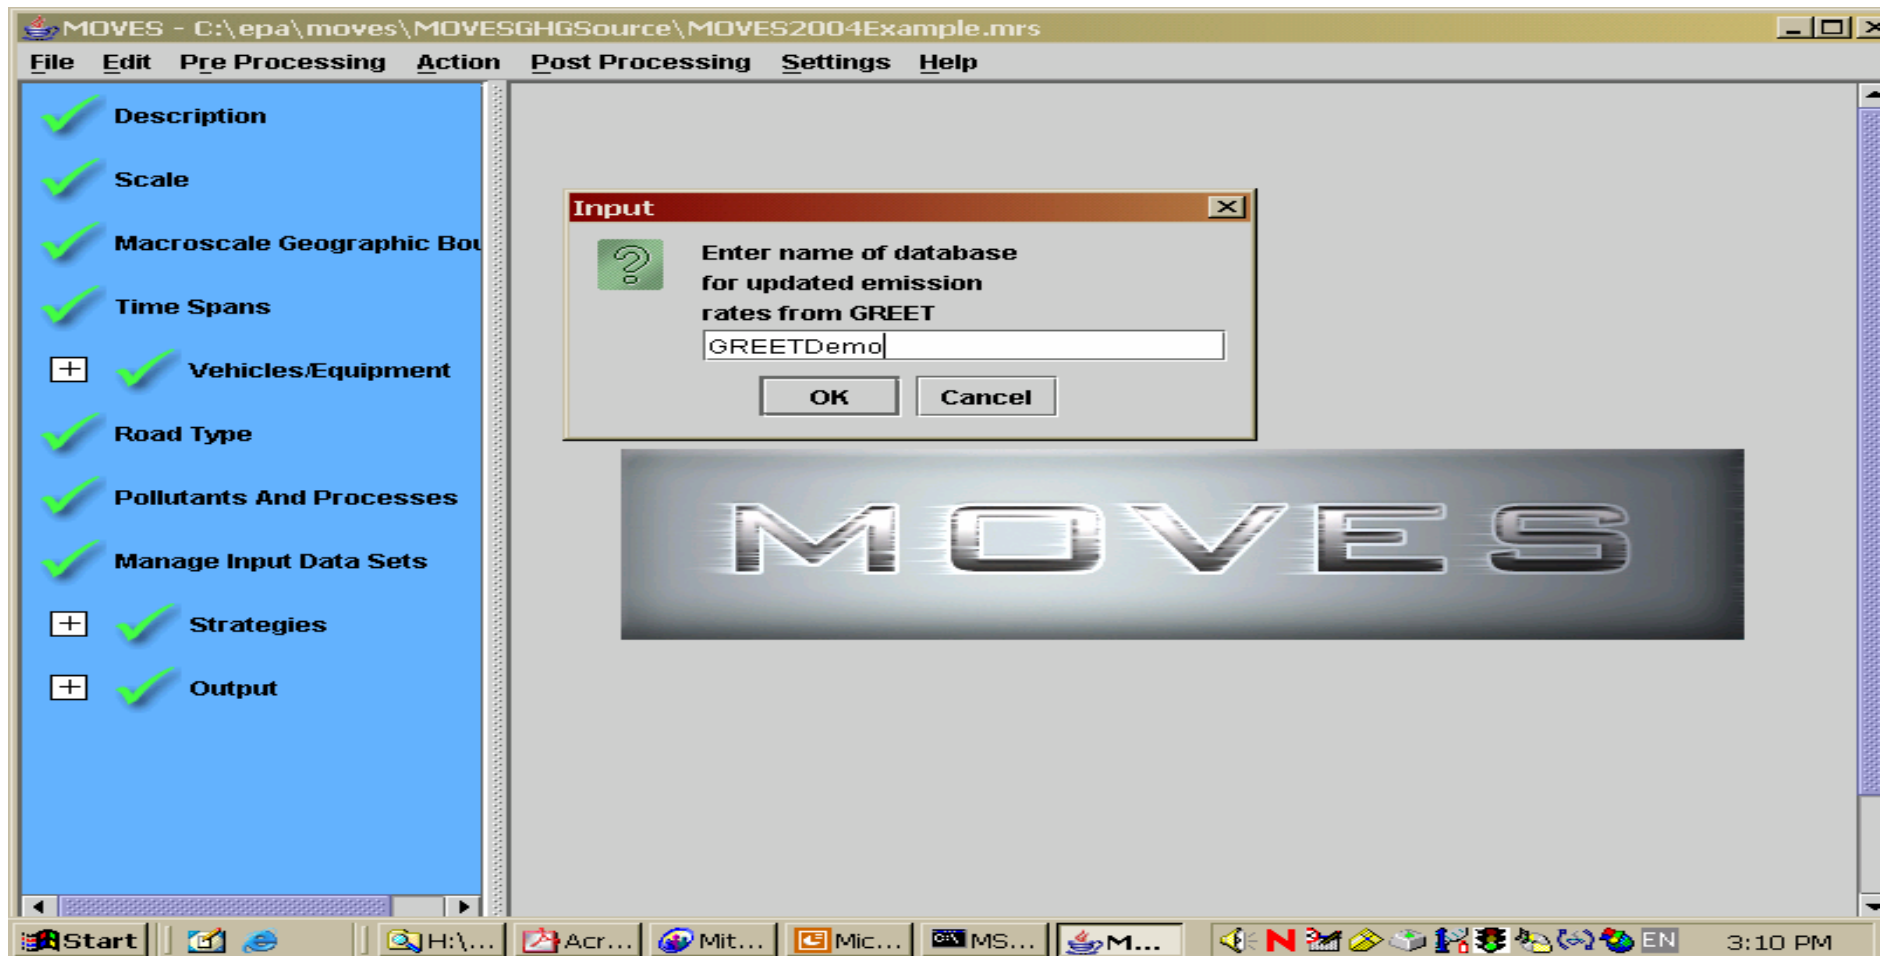 MOVES - C:\epa\moves\MOVESGHGSource\MOVES2004Example.mrs
File Edit Pre Processing Action Post Processing Settings Help
Description
Scale
Macroscale Geographic Bou
Time Spans
Vehicles/Equipment
Road Type
Pollutants And Processes
Manage Input Data Sets
Strategies
Output
Input
Enter name of database
for updated emission
rates from GREET
GREETDemo
OK Cancel
MOVES
Start H:\... Acr... Mit... Mic... MS... M... N EN 3:10 PM